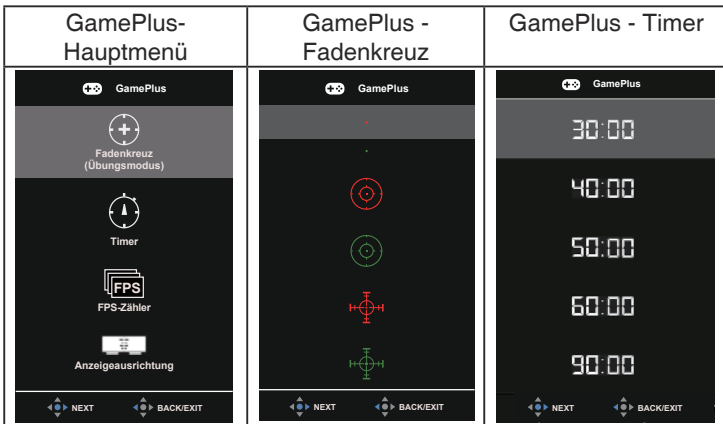 GamePlus-
Hauptmenü
GamePlus -
Fadenkreuz
GamePlus - Timer
GamePlus
Fadenkreuz
(Übungsmodus)
Timer
FPS
FPS-Zähler
Anzeigeausrichtung
NEXT BACK/EXIT
GamePlus
NEXT BACK/EXIT
GamePlus
30:00
40:00
50:00
60:00
90:00
NEXT BACK/EXIT